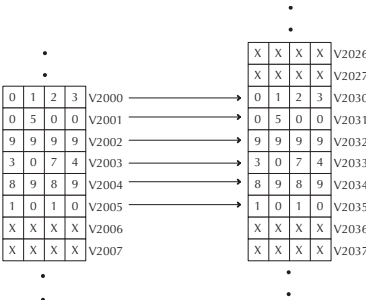 X X X X V2026
X X X X V2027
0 1 2 3 V2000
0 1 2 3 V2030
0 5 0 0 V2001
0 5 0 0 V2031
9 9 9 9 V2002
9 9 9 9 V2032
3 0 7 4 V2003
3 0 7 4 V2033
8 9 8 9 V2004
8 9 8 9 V2034
1 0 1 0 V2005
1 0 1 0 V2035
X X X X V2006
X X X X V2036
X X X X V2007
X X X X V2037